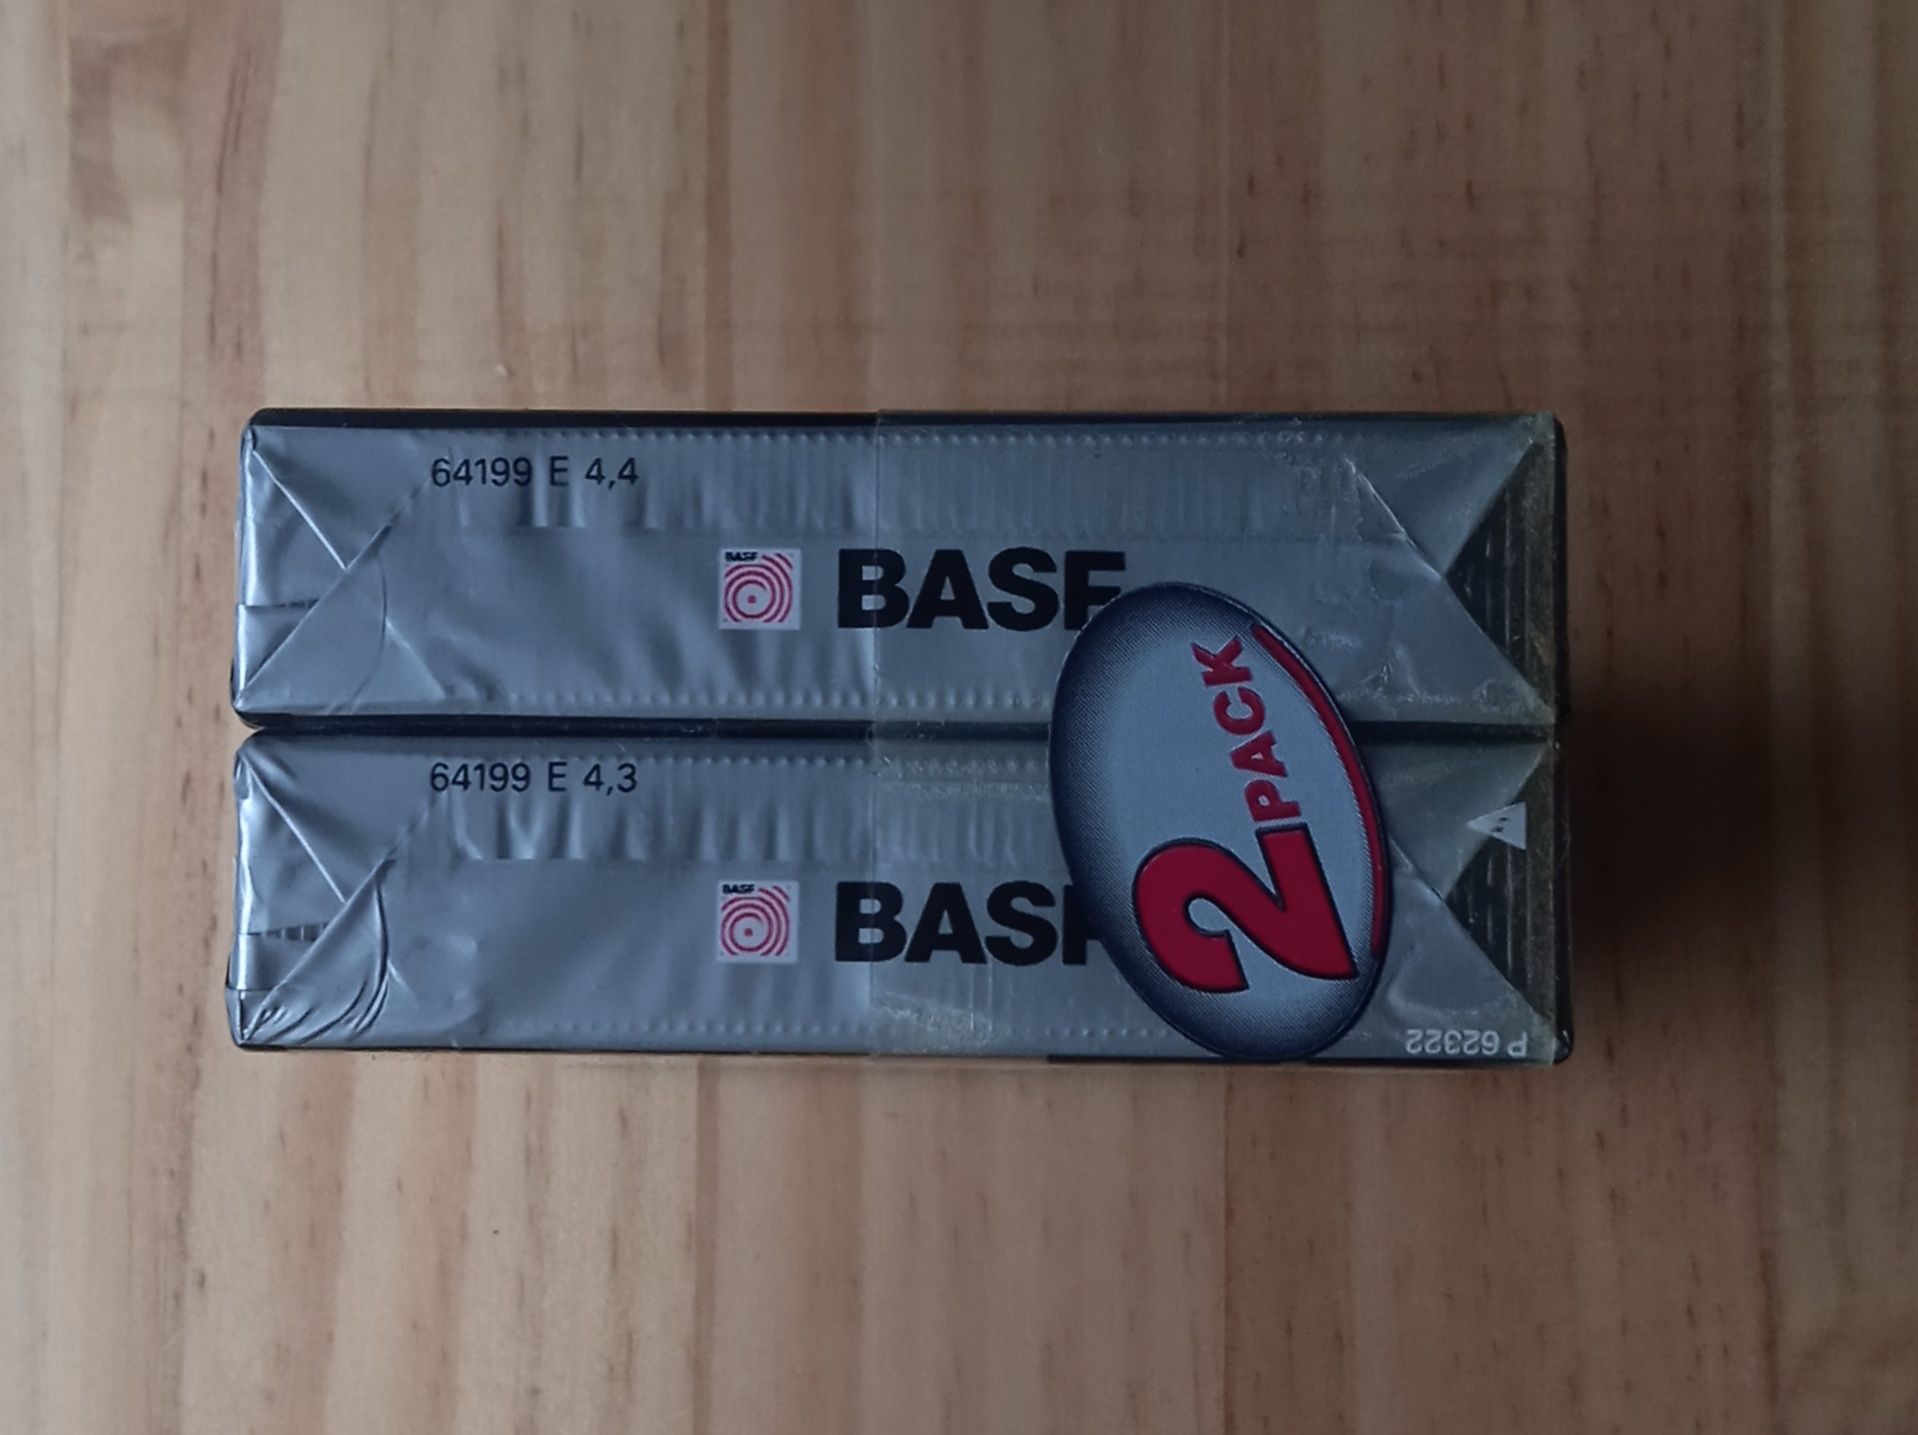 64199 E 4,4
BASF
BASF
64199 E 4,3
BASF
BASF
2 PACK
P 62322